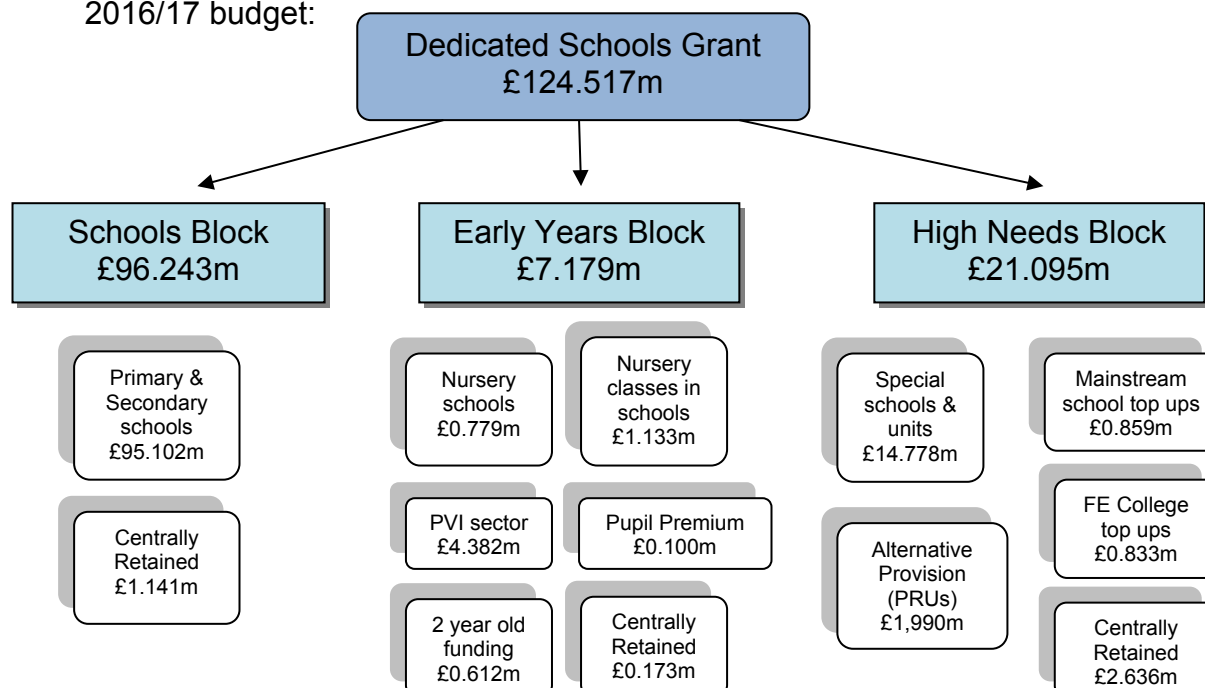 2016/17 budget:
Dedicated Schools Grant
£124.517m
Schools Block
£96.243m
Early Years Block
£7.179m
High Needs Block
£21.095m
Primary &
Secondary
schools
£95.102m
Centrally
Retained
£1.141m
Nursery
schools
£0.779m
Nursery
classes in
schools
£1.133m
PVI sector
£4.382m
Pupil Premium
£0.100m
2 year old
funding
£0.612m
Centrally
Retained
£0.173m
Special
schools &
units
£14.778m
Mainstream
school top ups
£0.859m
Alternative
Provision
(PRUs)
£1,990m
FE College
top ups
£0.833m
Centrally
Retained
£2.636m